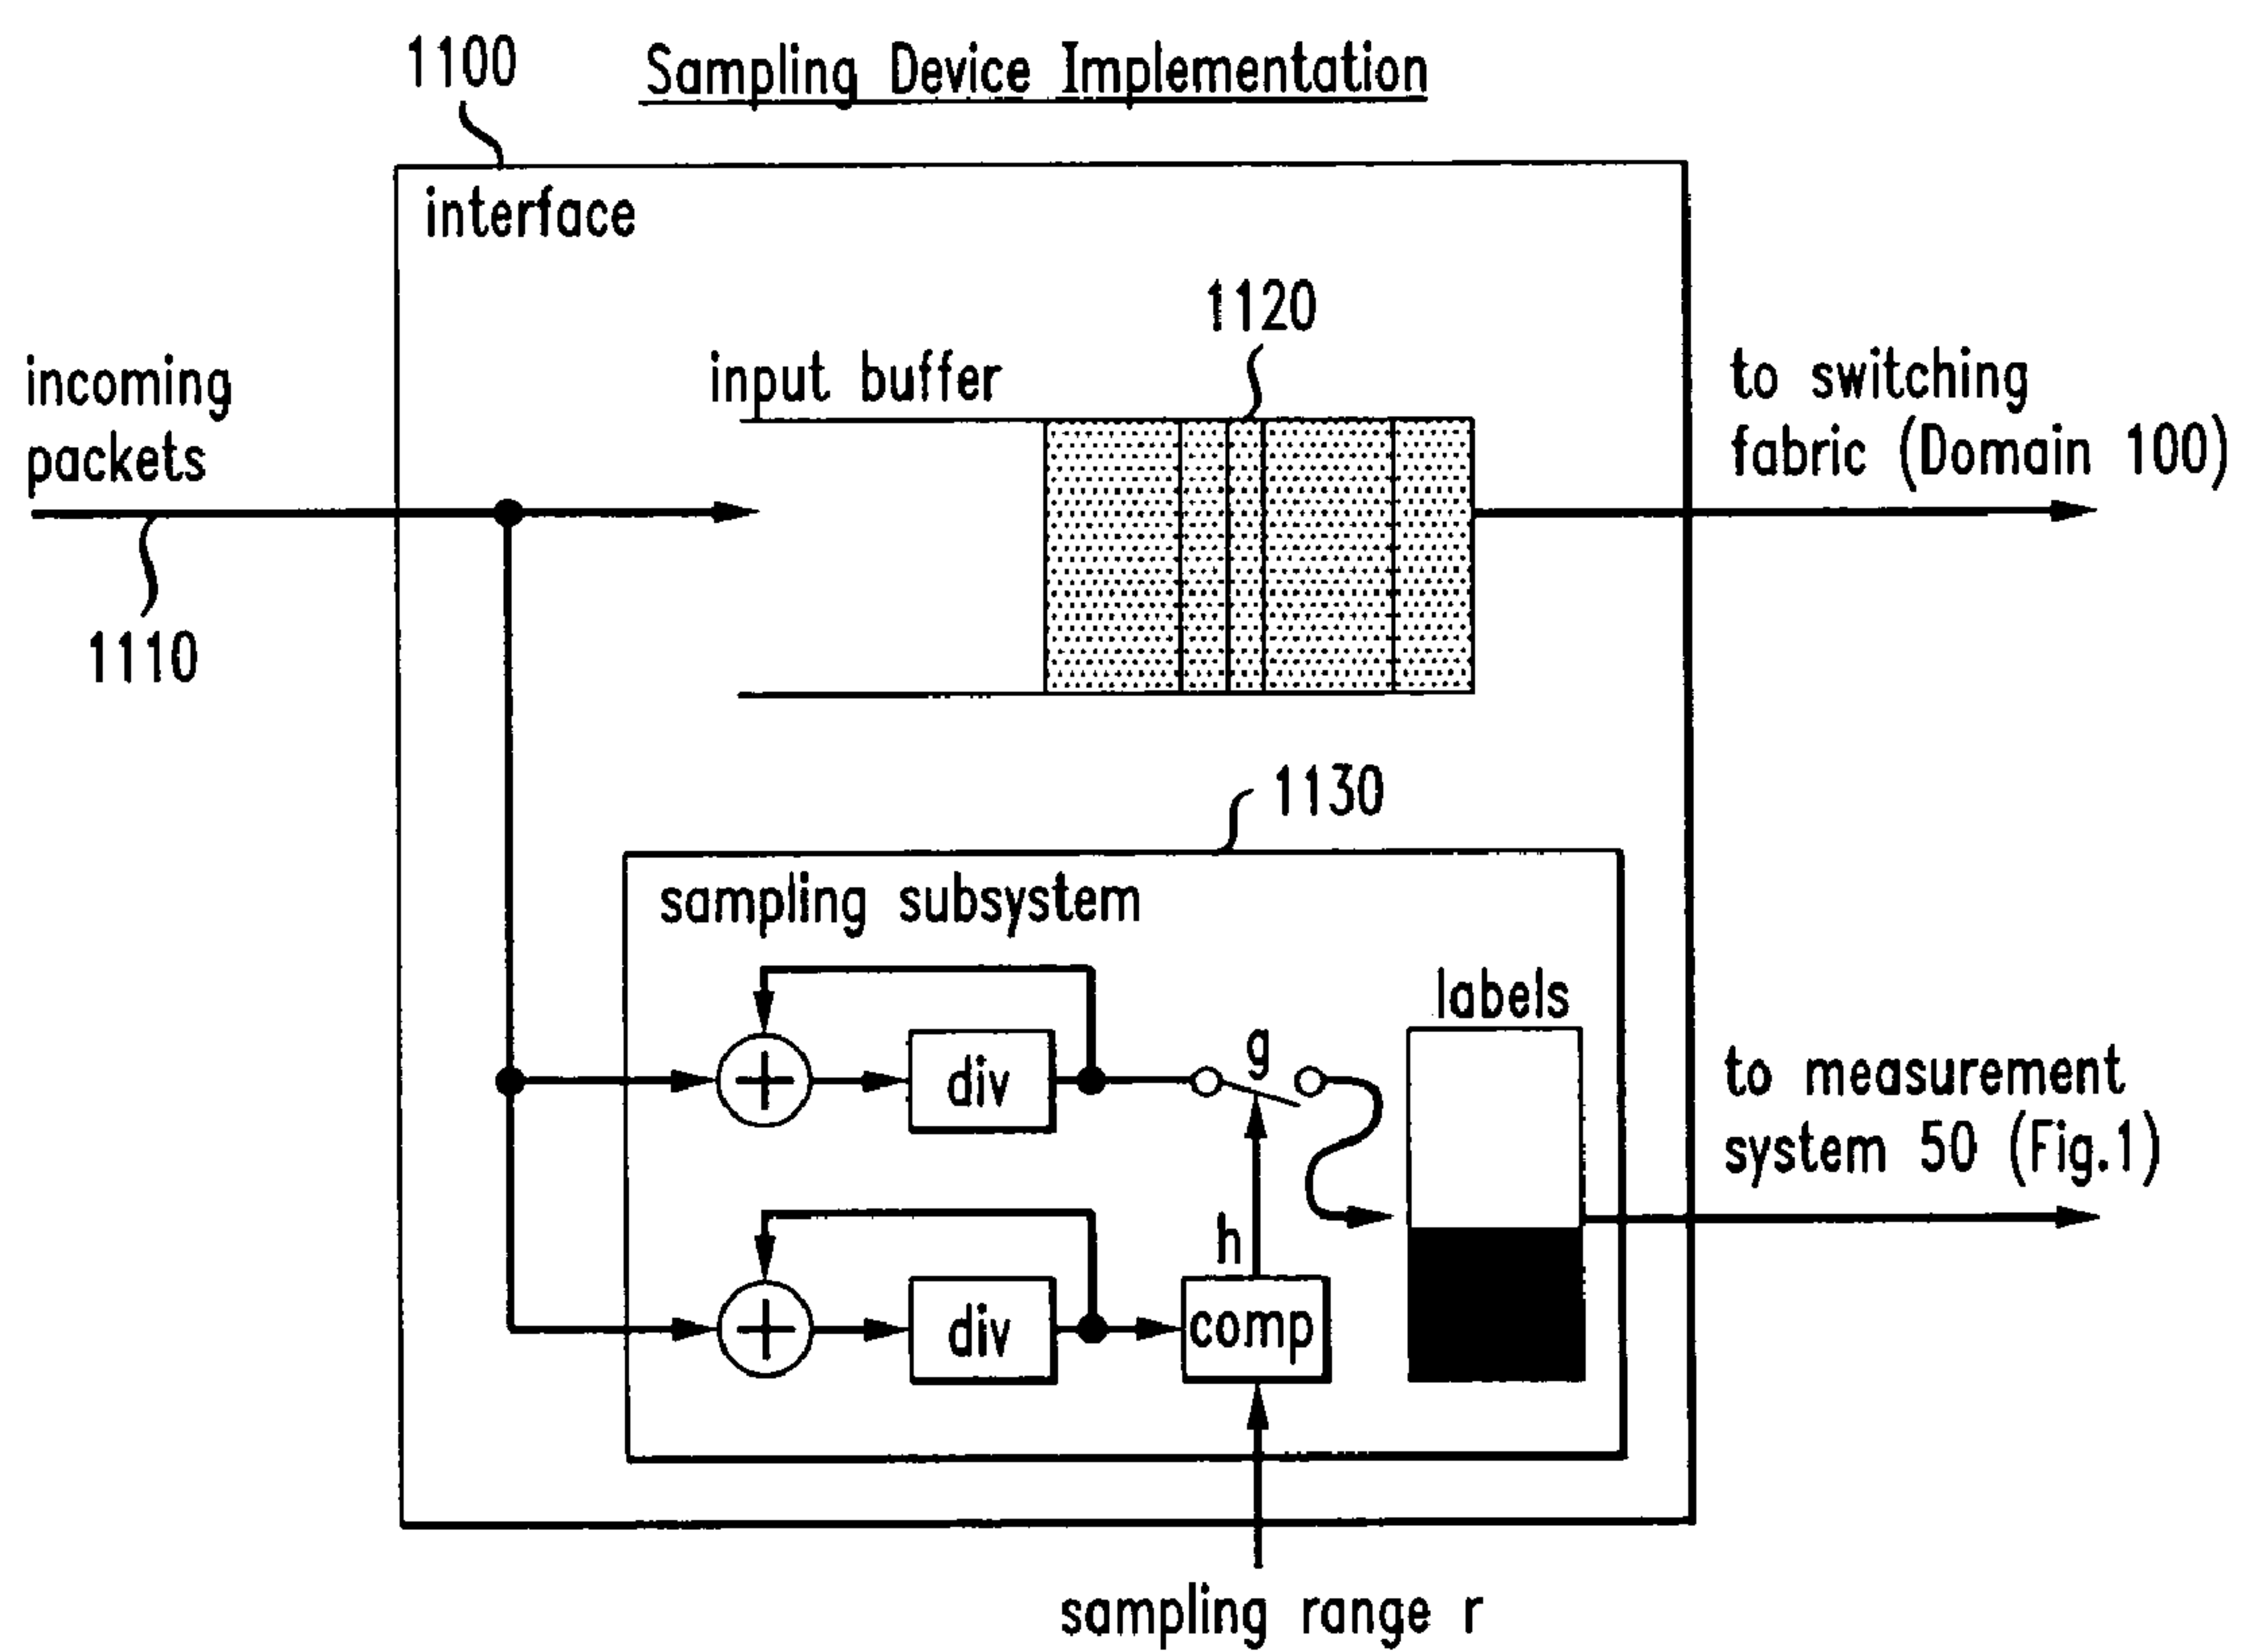 1100
Sampling Device Implementation
interface
1120
incoming
packets
input buffer
to switching
fabric (Domain 100)
1110
1130
sampling subsystem
labels
g
+
div
to measurement
system 50 (Fig.1)
h
+
div
comp
sampling range r